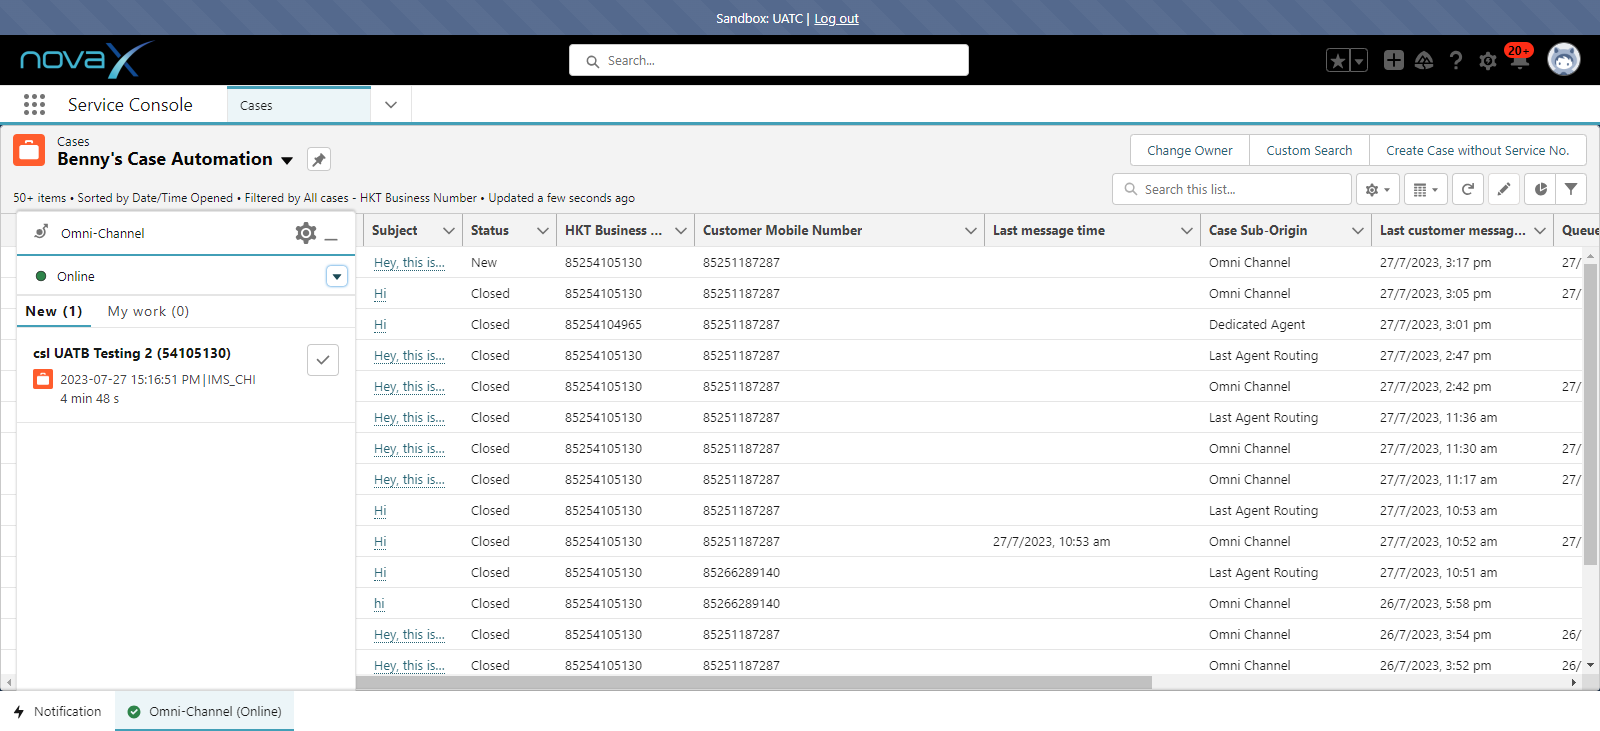 Sandbox: UATC | Log out
novaX
Search...
20+
Service Console
Cases
Cases
Benny's Case Automation
Change Owner
Custom Search
Create Case without Service No.
50+ items • Sorted by Date/Time Opened • Filtered by All cases - HKT Business Number • Updated a few seconds ago
Search this list...
Omni-Channel
Online
New (1) My work (0)
csl UATB Testing 2 (54105130)
2023-07-27 15:16:51 PM|IMS_CHI
4 min 48 s
Subject Status HKT Business ... Customer Mobile Number Last message time Case Sub-Origin Last customer messag... Queue
Hey, this is... New 85254105130 85251187287 Omni Channel 27/7/2023, 3:17 pm 27/
Hi Closed 85254105130 85251187287 Omni Channel 27/7/2023, 3:05 pm 27/
Hi Closed 85254104965 85251187287 Dedicated Agent 27/7/2023, 3:01 pm
Hey, this is... Closed 85254105130 85251187287 Last Agent Routing 27/7/2023, 2:47 pm
Hey, this is... Closed 85254105130 85251187287 Omni Channel 27/7/2023, 2:42 pm 27/
Hey, this is... Closed 85254105130 85251187287 Last Agent Routing 27/7/2023, 11:36 am
Hey, this is... Closed 85254105130 85251187287 Omni Channel 27/7/2023, 11:30 am 27/
Hey, this is... Closed 85254105130 85251187287 Omni Channel 27/7/2023, 11:17 am 27/
Hi Closed 85254105130 85251187287 Last Agent Routing 27/7/2023, 10:53 am
Hi Closed 85254105130 85251187287 27/7/2023, 10:53 am Omni Channel 27/7/2023, 10:52 am 27/
Hi Closed 85254105130 85266289140 Last Agent Routing 27/7/2023, 10:51 am
hi Closed 85254105130 85266289140 Omni Channel 26/7/2023, 5:58 pm
Hey, this is... Closed 85254105130 85251187287 Omni Channel 26/7/2023, 3:54 pm 26/
Hey, this is... Closed 85254105130 85251187287 Omni Channel 26/7/2023, 3:52 pm 26/
Notification
Omni-Channel (Online)